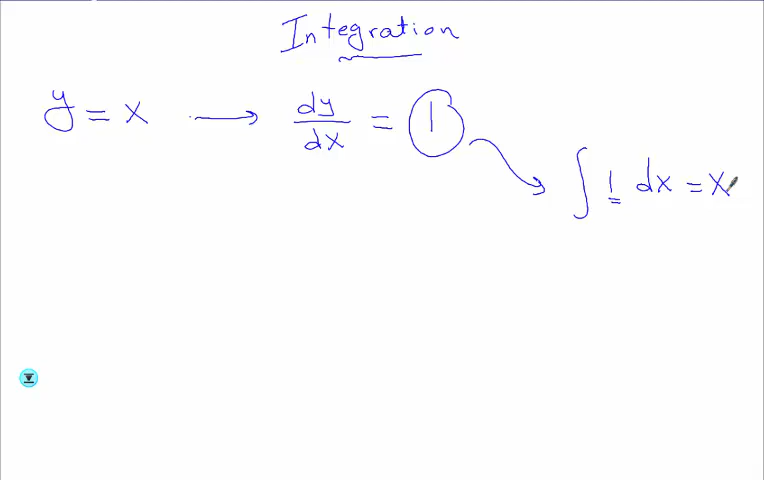 Integration
y = x → dy/dx = 1
∫ 1 dx = x